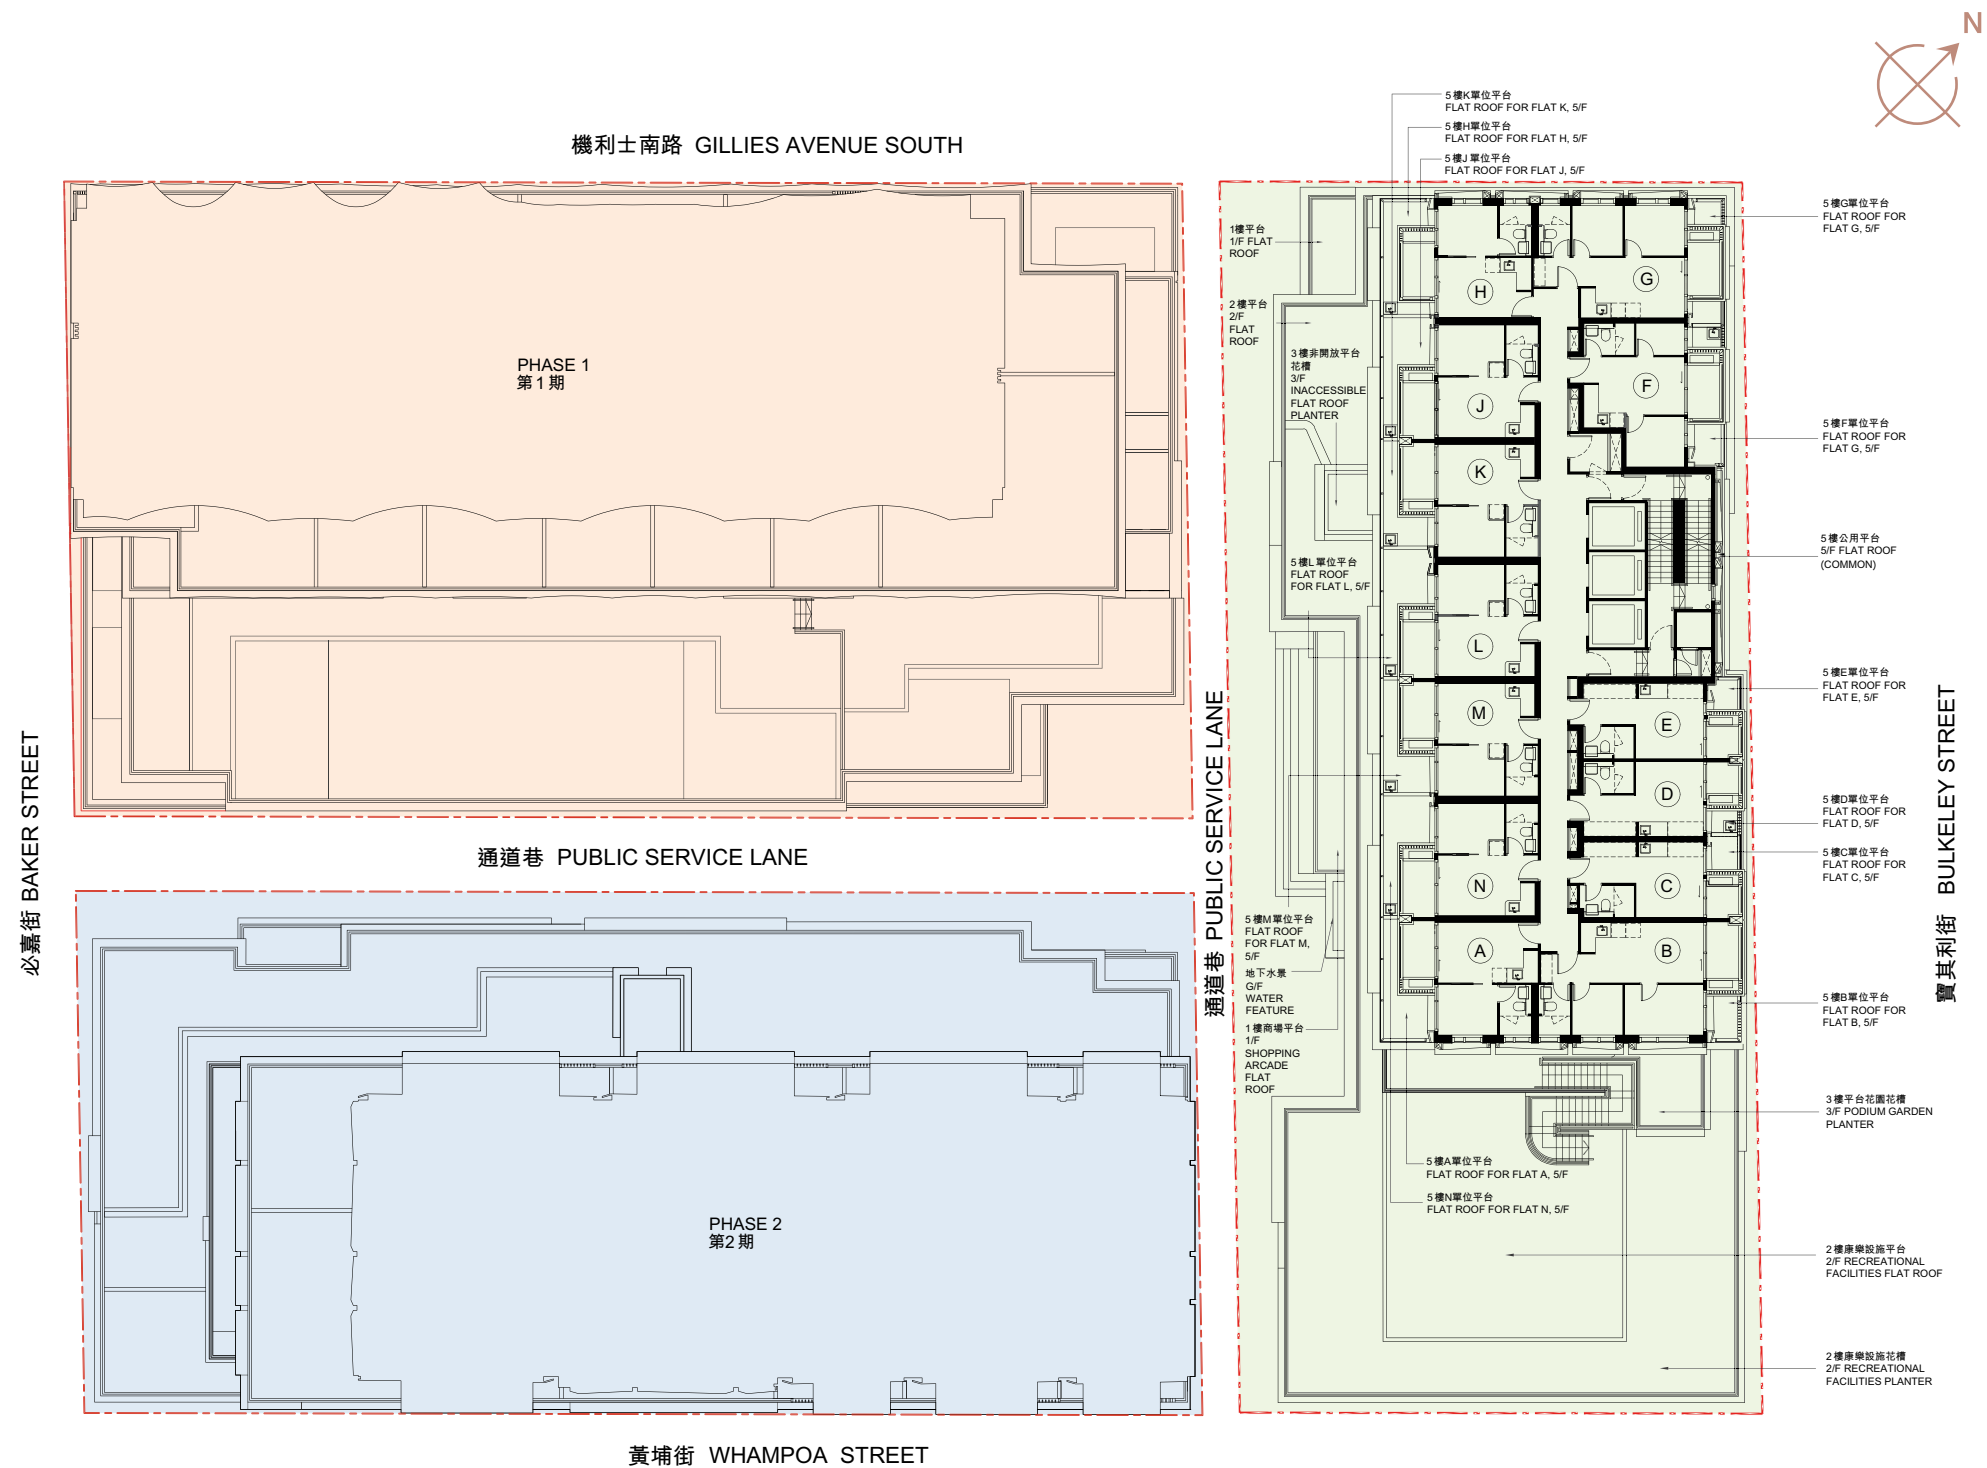 N
機利士南路 GILLIES AVENUE SOUTH
5樓K單位平台
FLAT ROOF FOR FLAT K, 5/F
5樓H單位平台
FLAT ROOF FOR FLAT H, 5/F
5樓J單位平台
FLAT ROOF FOR FLAT J, 5/F
PHASE 1
第1期
1樓平台
1/F FLAT
ROOF
2樓平台
2/F
FLAT
ROOF
3樓非開放平台
花槽
3/F
INACCESSIBLE
FLAT ROOF
PLANTER
5樓L單位平台
FLAT ROOF
FOR FLAT L, 5/F
5樓G單位平台
FLAT ROOF FOR
FLAT G, 5/F
5樓F單位平台
FLAT ROOF FOR
FLAT G, 5/F
5樓公用平台
5/F FLAT ROOF
(COMMON)
5樓E單位平台
FLAT ROOF FOR
FLAT E, 5/F
5樓D單位平台
FLAT ROOF FOR
FLAT D, 5/F
5樓C單位平台
FLAT ROOF FOR
FLAT C, 5/F
5樓B單位平台
FLAT ROOF FOR
FLAT B, 5/F
H
G
J
F
K
L
M
E
D
N
C
A
B
必嘉街 BAKER STREET
通道巷 PUBLIC SERVICE LANE
通道巷 PUBLIC SERVICE LANE
寶其利街 BULKELEY STREET
5樓M單位平台
FLAT ROOF
FOR FLAT M,
5/F
地下水景
G/F
WATER
FEATURE
1樓商場平台
1/F
SHOPPING
ARCADE
FLAT
ROOF
3樓平台花園花槽
3/F PODIUM GARDEN
PLANTER
5樓A單位平台
FLAT ROOF FOR FLAT A, 5/F
5樓N單位平台
FLAT ROOF FOR FLAT N, 5/F
PHASE 2
第2期
2樓康樂設施平台
2/F RECREATIONAL
FACILITIES FLAT ROOF
2樓康樂設施花槽
2/F RECREATIONAL
FACILITIES PLANTER
黃埔街 WHAMPOA STREET